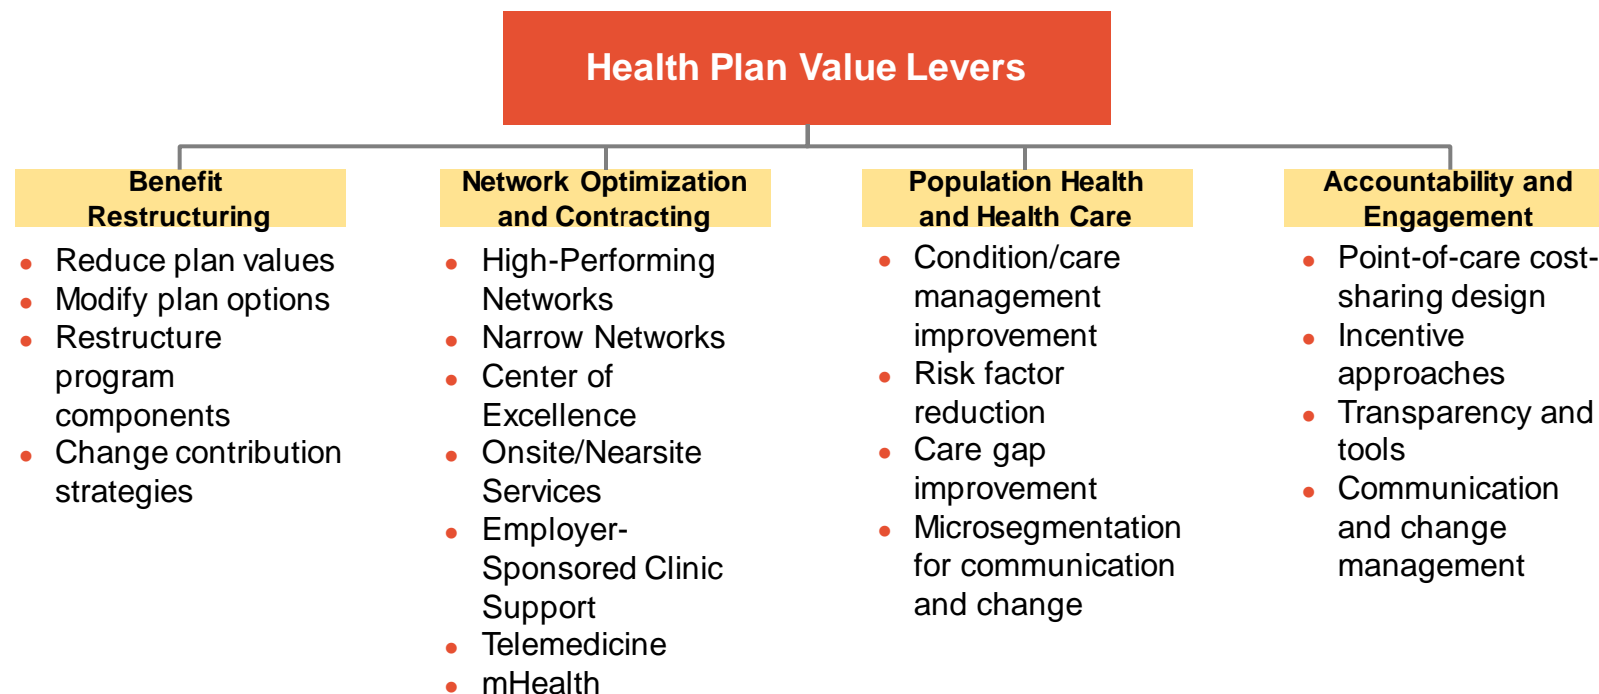 Health Plan Value Levers
Benefit
Restructuring
• Reduce plan values
• Modify plan options
• Restructure
program
components
• Change contribution
strategies
Network Optimization
and Contracting
• High-Performing
Networks
• Narrow Networks
• Center of
Excellence
• Onsite/Nearsite
Services
• Employer-
Sponsored Clinic
Support
• Telemedicine
• mHealth
Population Health
and Health Care
• Condition/care
management
improvement
• Risk factor
reduction
• Care gap
improvement
• Microsegmentation
for communication
and change
Accountability and
Engagement
• Point-of-care cost-
sharing design
• Incentive
approaches
• Transparency and
tools
• Communication
and change
management